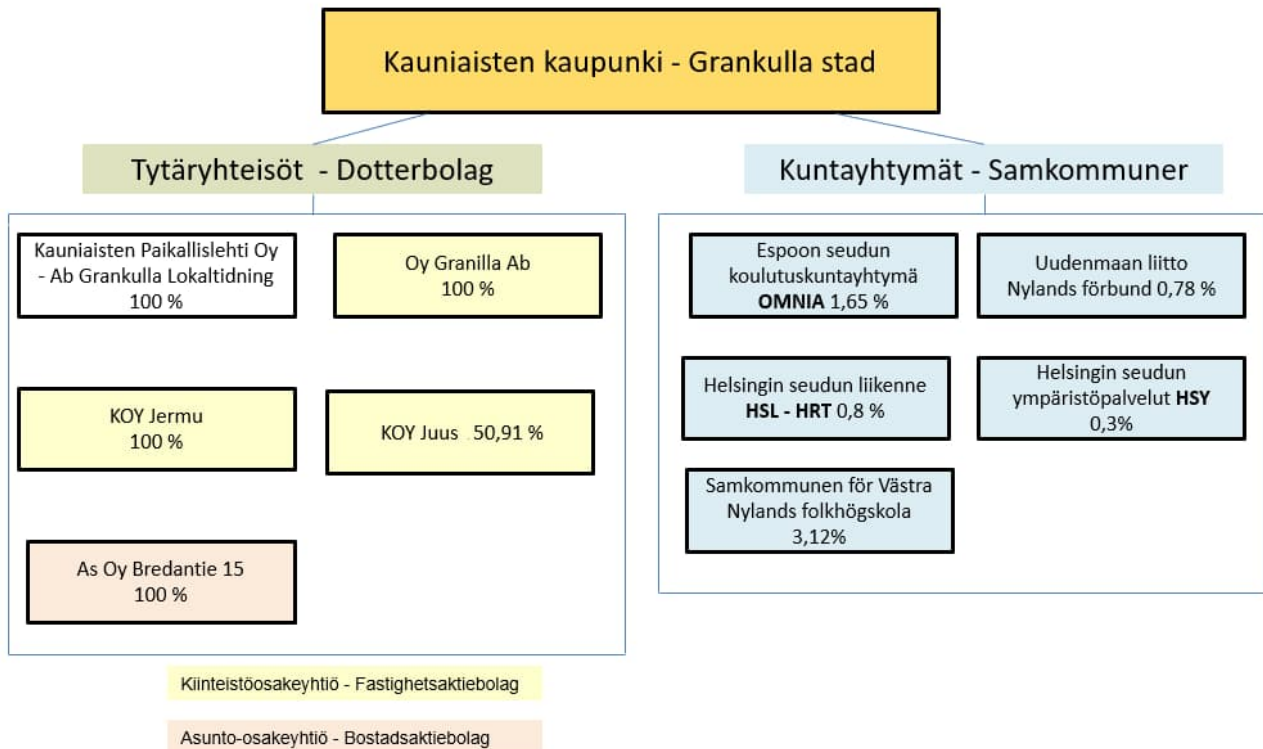 Kauniaisten kaupunki - Grankulla stad
Tytäryhteisöt - Dotterbolag
Kauniaisten Paikallislehti Oy
- Ab Grankulla Lokaltidning
100 %
Oy Granilla Ab
100 %
KOY Jermu
100 %
KOY Juus 50,91 %
As Oy Bredantie 15
100 %
Kuntayhtymät - Samkommuner
Espoon seudun
koulutuskuntayhtymä
OMNIA 1,65 %
Uudenmaan liitto
Nylands förbund 0,78 %
Helsingin seudun liikenne
HSL - HRT 0,8 %
Helsingin seudun
ympäristöpalvelut HSY
0,3%
Samkommunen för Västra
Nylands folkhögskola
3,12%
Kiinteistöosakeyhtiö - Fastighetsaktiebolag
Asunto-osakeyhtiö - Bostadsaktiebolag